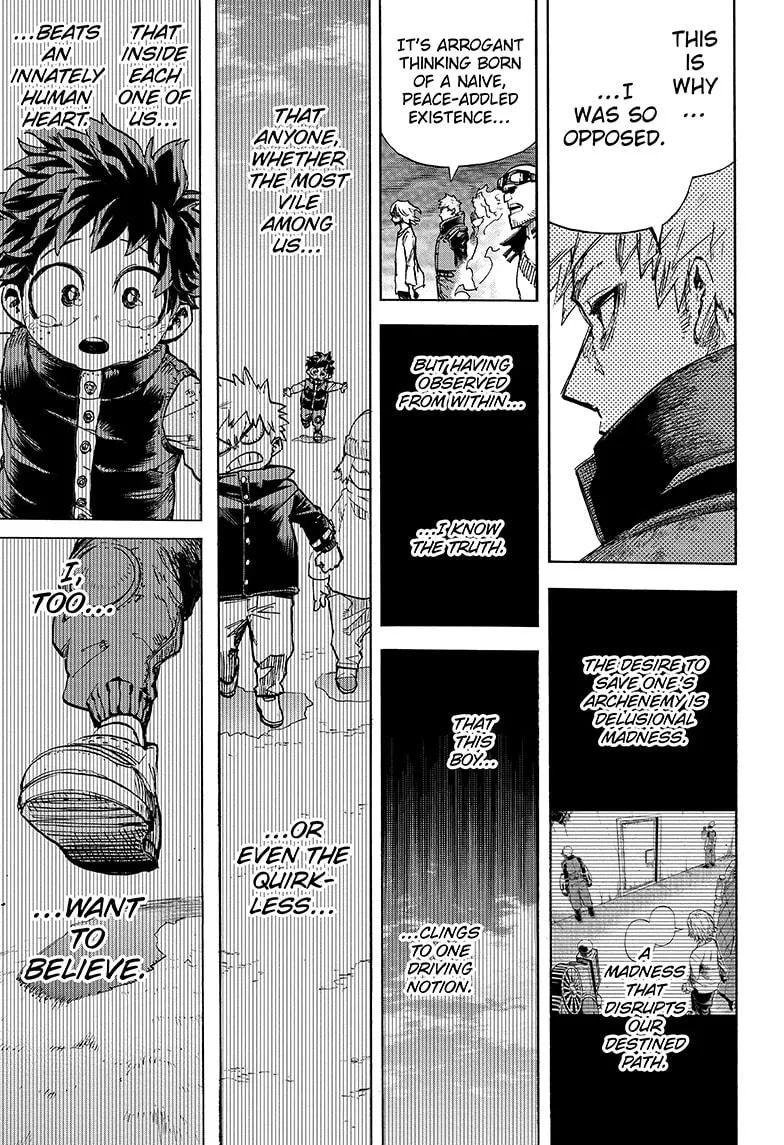 THIS
IS
WHY
...
...I
WAS SO
OPPOSED.
THE DESIRE TO
SAVE ONE'S
ARCHENEMY IS
DELUSIONAL
MADNESS.
A
MADNESS
THAT
DISRUPTS
OUR
DESTINED
PATH.
IT'S ARROGANT
THINKING BORN
OF A NAIVE,
PEACE-ADDLED
EXISTENCE...
BUT HAVING
OBSERVED
FROM WITHIN...
...I KNOW
THE TRUTH.
THAT
THIS
BOY...
...CLINGS
TO ONE
DRIVING
NOTION.
THAT
ANYONE,
WHETHER
THE MOST
VILE
AMONG
US...
...OR
EVEN THE
QUIRK-
LESS...
THAT
INSIDE
EACH
ONE OF
US...
...BEATS
AN
INNATELY
HUMAN
HEART.
I,
TOO...
...WANT
TO
BELIEVE.